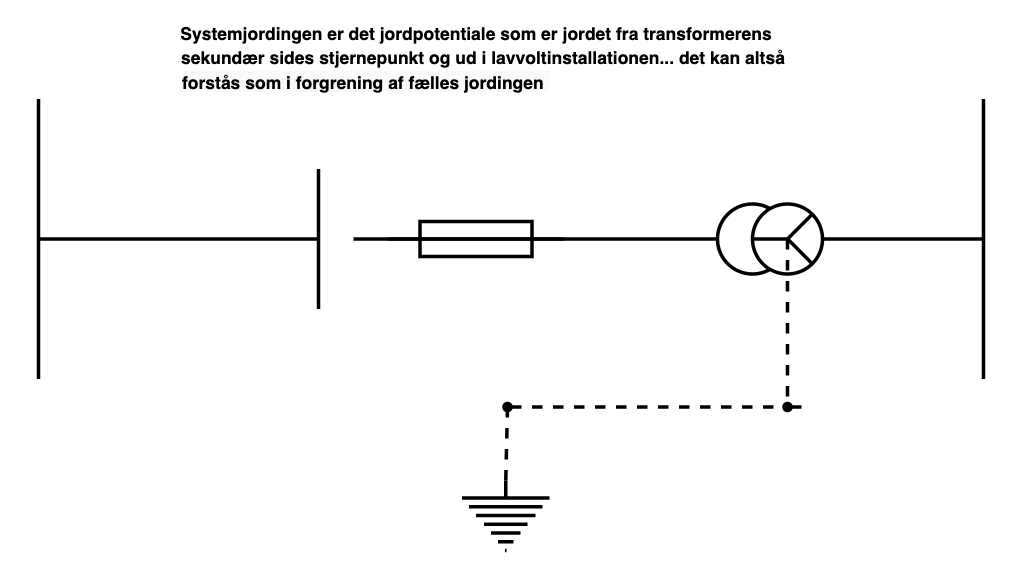 Systemjordingen er det jordpotentiale som er jordet fra transformerens
sekundær sides stjernepunkt og ud i lavvoltinstallationen... det kan altså
forstås som i forgrening af fælles jordingen